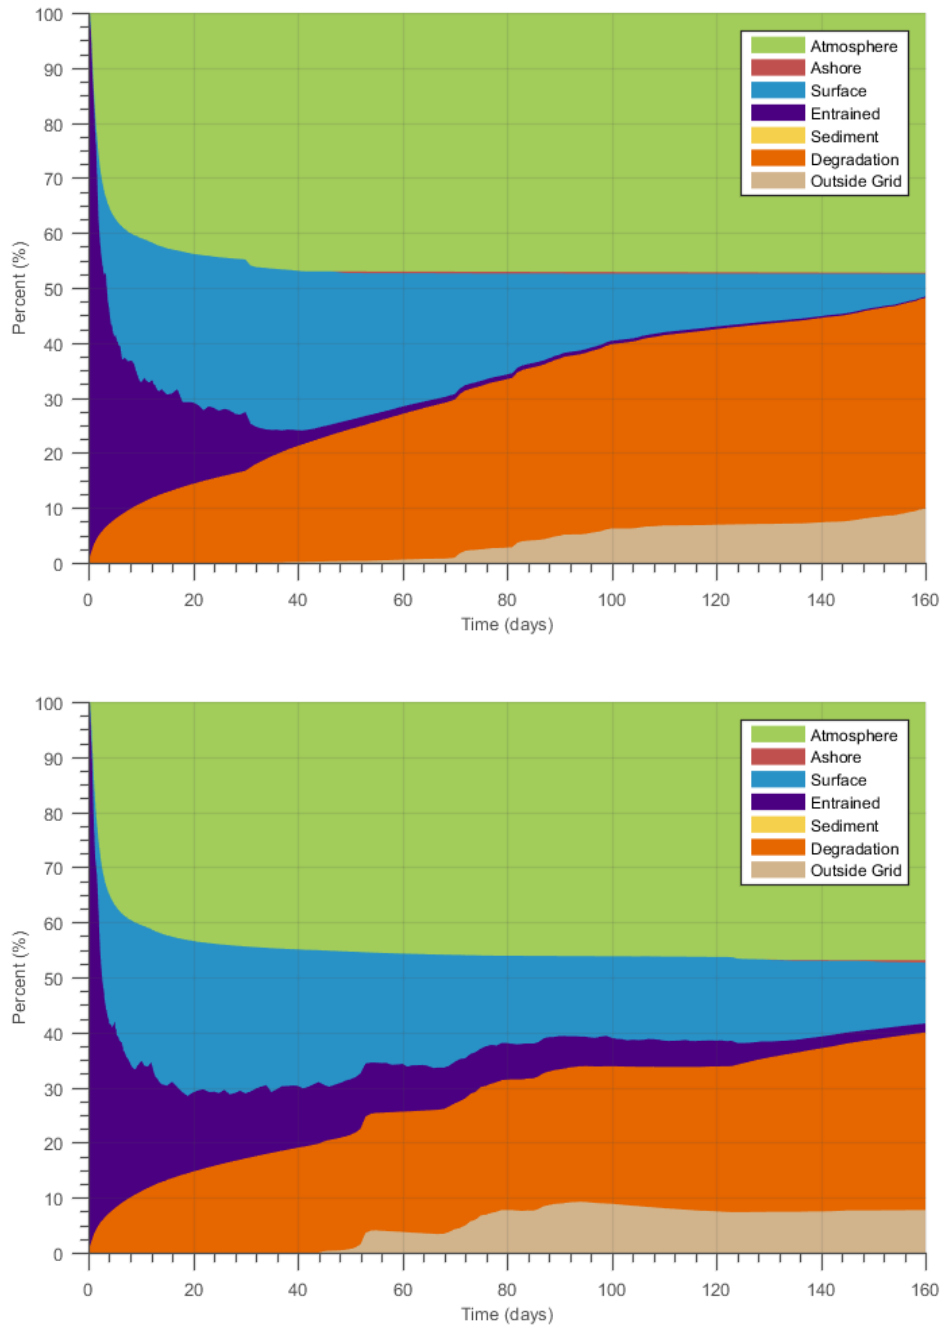 100
90
80
70
60
50
40
30
20
10
0
Percent (%)
Atmosphere
Ashore
Surface
Entrained
Sediment
Degradation
Outside Grid
0 20 40 60 80 100 120 140 160
Time (days)
100
90
80
70
60
50
40
30
20
10
0
Percent (%)
Atmosphere
Ashore
Surface
Entrained
Sediment
Degradation
Outside Grid
0 20 40 60 80 100 120 140 160
Time (days)